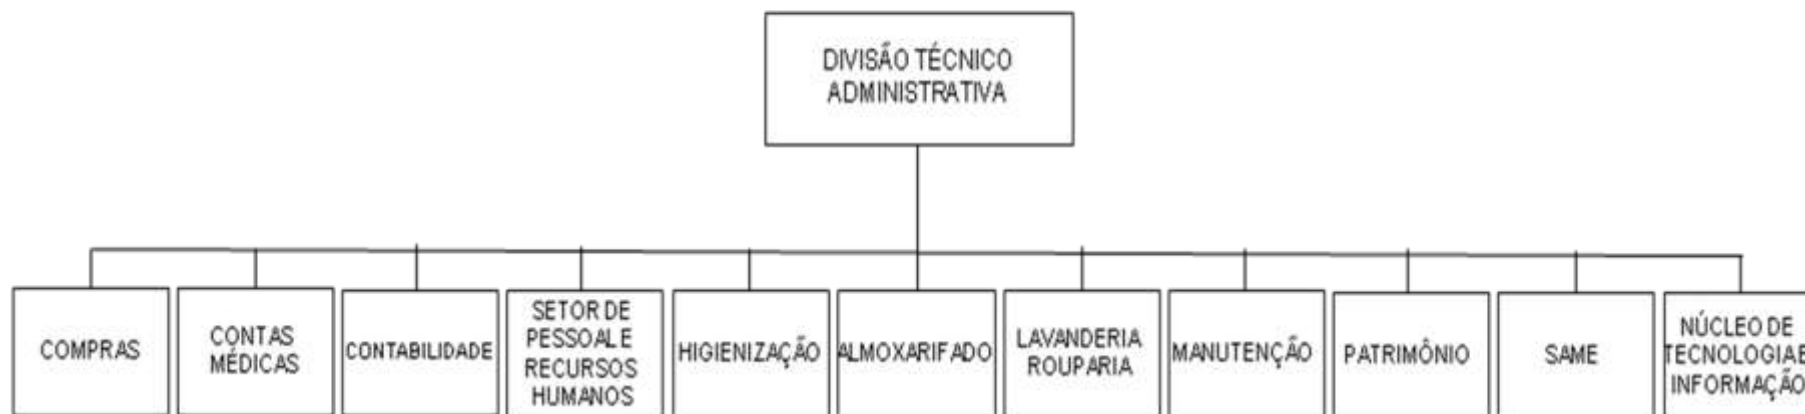 DIVISÃO TÉCNICO
ADMINISTRATIVA
COMPRAS
CONTAS
MÉDICAS
CONTABILIDADE
SETOR DE
PESSOAL E
RECURSOS
HUMANOS
HIGIENIZAÇÃO
ALMOXARIFADO
LAVANDERIA
ROUPARIA
MANUTENÇÃO
PATRIMÔNIO
SAME
NÚCLEO DE
TECNOLOGIA E
INFORMAÇÃO